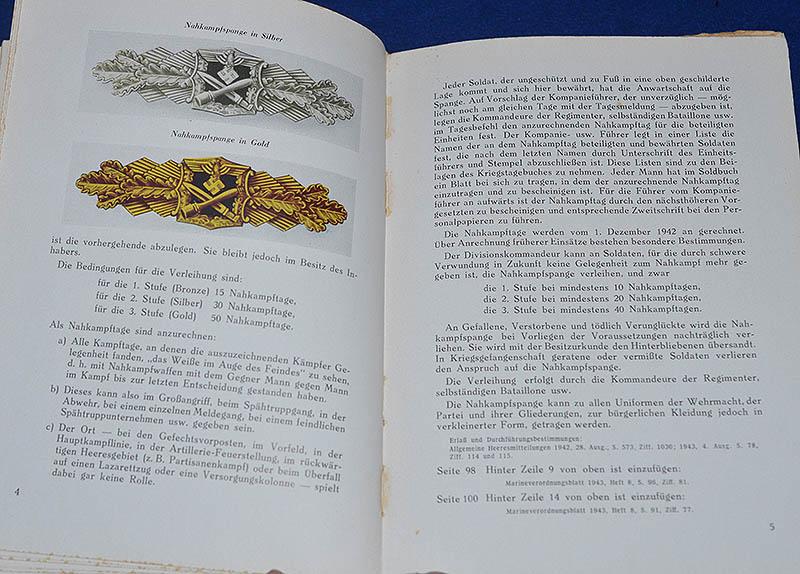 Nahkampfspange in Silber
Nahkampfspange in Gold
ist die vorhergehende abzulegen. Sie bleibt jedoch im Besitz des In-
habers.
Die Bedingungen für die Verleihung sind:
für die 1. Stufe (Bronze) 15 Nahkampftage,
für die 2. Stufe (Silber) 30 Nahkampftage,
für die 3. Stufe (Gold) 50 Nahkampftage.
Als Nahkampftage sind anzurechnen:
a) Alle Kampftage, an denen die auszuzeichnenden Kämpfer Ge-
legenheit fanden, „das Weiße im Auge des Feindes“ zu sehen,
d. h. mit Nahkampfwaffen mit dem Gegner Mann gegen Mann
im Kampf bis zur letzten Entscheidung gestanden haben.
b) Dieses kann also im Großangriff, beim Spähtruppgang, in der
Abwehr, bei einem einzelnen Meldegang, bei einem feindlichen
Spähtruppunternehmen usw. gegeben sein.
c) Der Ort — bei den Gefechtsvorposten, im Vorfeld, in der
Hauptkampflinie, in der Artillerie-Feuerstellung, im rückwär-
tigen Heeresgebiet (z. B. Partisanenkampf) oder beim Überfall
auf einen Lazarettzug oder eine Versorgungskolonne — spielt
dabei gar keine Rolle.
4
Jeder Soldat, der ungeschützt und zu Fuß in eine oben geschilderte
Lage kommt und sich hier bewährt, hat die Anwartschaft auf die
Spange. Auf Vorschlag der Kompanieführer, der unverzüglich — mög-
lichst noch am gleichen Tage mit der Tagesmeldung — abzugeben ist,
legen die Kommandeure der Regimenter, selbständigen Bataillone usw.
im Tagesbefehl den anzurechnenden Nahkampftag für die beteiligten
Einheiten fest. Der Kompanie- usw. Führer legt in einer Liste die
Namen der an dem Nahkampftag beteiligten und bewährten Soldaten
fest, die nach dem letzten Namen durch Unterschrift des Einheits-
führers und Stempel abzuschließen ist. Diese Listen sind zu den Bei-
lagen des Kriegstagebuches zu nehmen. Jeder Mann hat im Soldbuch
ein Blatt bei sich zu tragen, in dem der anzurechnende Nahkampftag
einzutragen und zu bescheinigen ist. Für die Führer vom Kompanie-
führer an aufwärts ist der Nahkampftag durch den nächsthöheren Vor-
gesetzten zu bescheinigen und entsprechende Zweitschrift bei den Per-
sonalpapieren zu führen.
Die Nahkampftage werden vom 1. Dezember 1942 an gerechnet.
Über Anrechnung früherer Einsätze bestehen besondere Bestimmungen.
Der Divisionskommandeur kann an Soldaten, für die durch schwere
Verwundung in Zukunft keine Gelegenheit zum Nahkampf mehr ge-
geben ist, die Nahkampfspange verleihen, und zwar
die 1. Stufe bei mindestens 10 Nahkampftagen,
die 2. Stufe bei mindestens 20 Nahkampftagen,
die 3. Stufe bei mindestens 40 Nahkampftagen.
An Gefallene, Verstorbene und tödlich Verunglückte wird die Nah-
kampfspange bei Vorliegen der Voraussetzungen nachträglich ver-
liehen. Sie wird mit der Besitzurkunde den Hinterbliebenen übersandt.
In Kriegsgefangenschaft geratene oder vermißte Soldaten verlieren
den Anspruch auf die Nahkampfspange.
Die Verleihung erfolgt durch die Kommandeure der Regimenter,
selbständigen Bataillone usw.
Die Nahkampfspange kann zu allen Uniformen der Wehrmacht, der
Partei und ihrer Gliederungen, zur bürgerlichen Kleidung jedoch in
verkleinerter Form, getragen werden.
Erlaß und Durchführungsbestimmungen:
Allgemeine Heeresmitteilungen 1942, 28. Ausg., S. 573, Ziff. 1030; 1943, 4. Ausg., S. 78,
Ziff. 114 und 115.
Seite 98 Hinter Zeile 9 von oben ist einzufügen:
Marineverordnungsblatt 1943, Heft 8, S. 96, Ziff. 81.
Seite 100 Hinter Zeile 14 von oben ist einzufügen:
Marineverordnungsblatt 1943, Heft 8, S. 91, Ziff. 77.
5